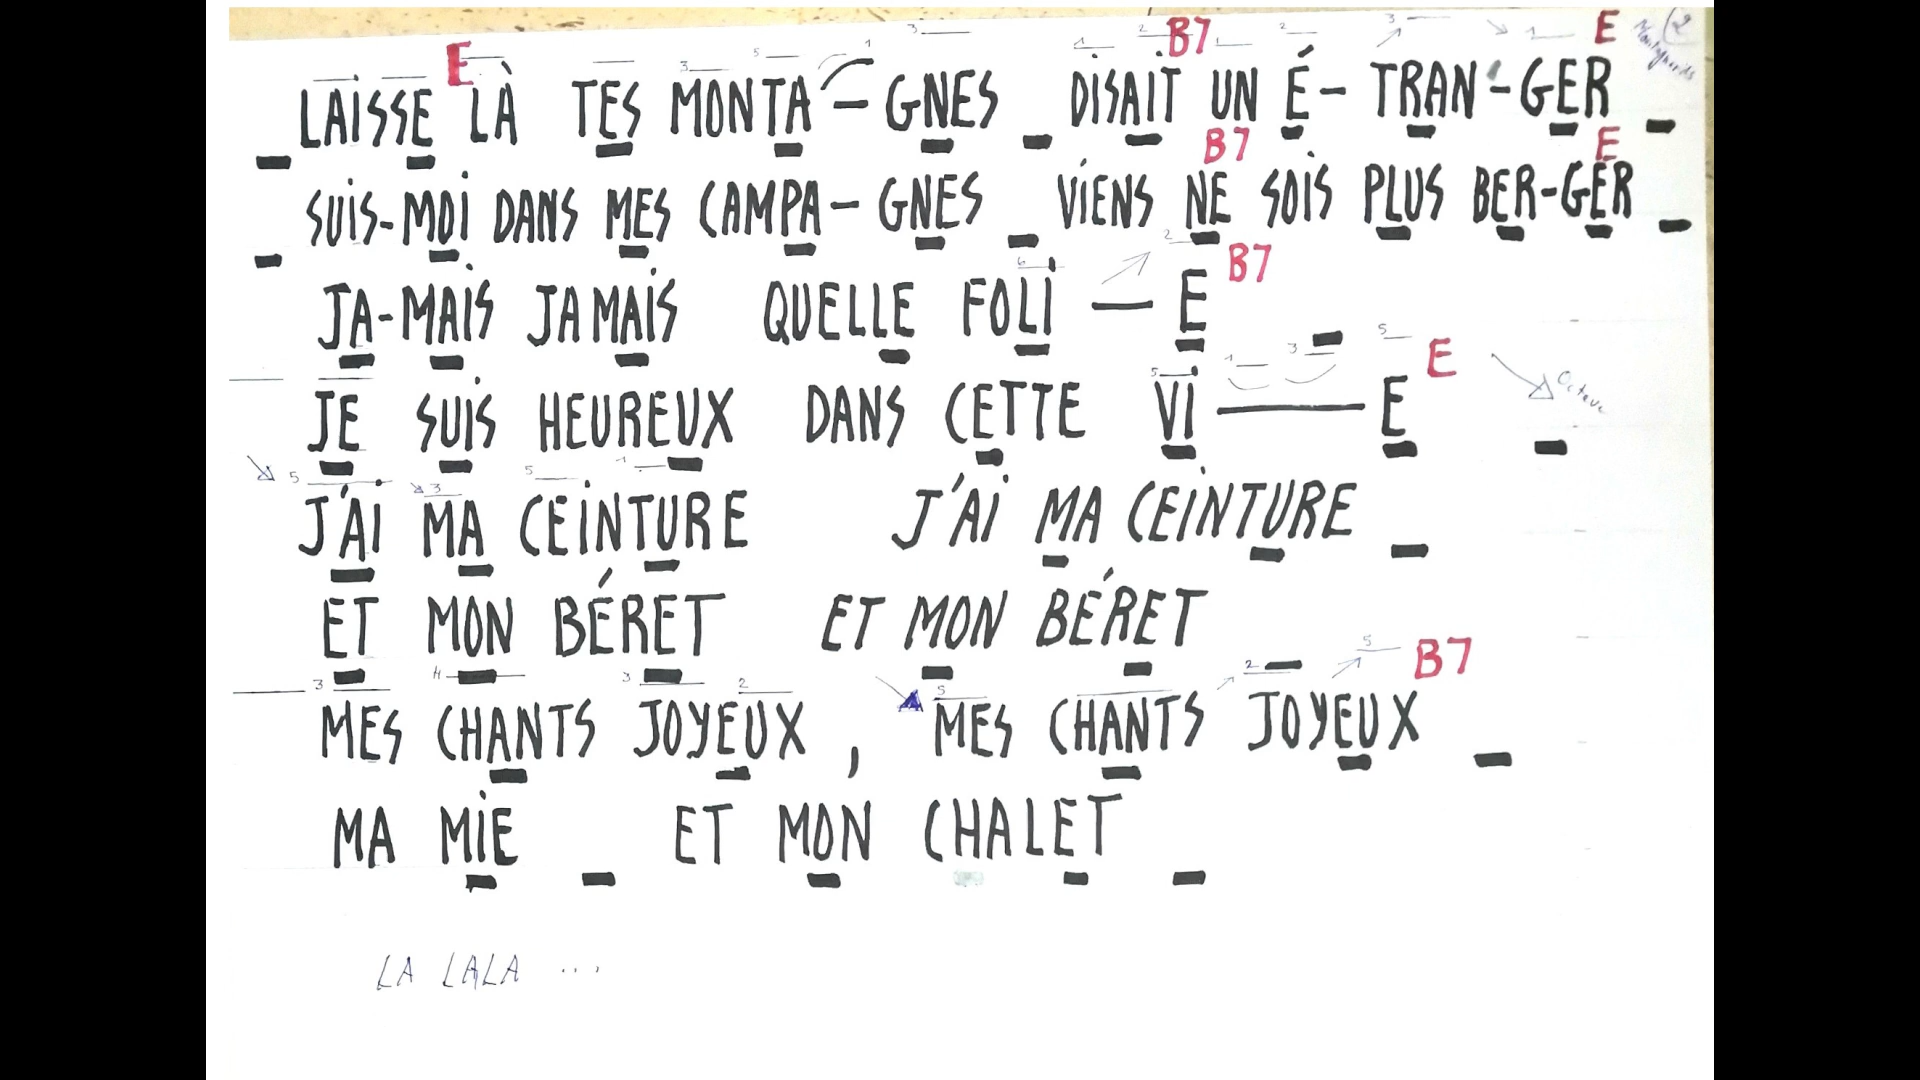 E B7 E 2
LAISSE LÀ TES MONTA - GNES _ DISAIT UN É - TRAN - GER _
B7 E
SUIS-MOI DANS MES CAMPA - GNES _ VIENS NE SOIS PLUS BER-GER _
JA-MAIS JAMAIS QUELLE FOLI — E B7
JE SUIS HEUREUX DANS CETTE VI — E E Octave
J'AI MA CEINTURE J'AI MA CEINTURE _
ET MON BÉRET ET MON BÉRET
MES CHANTS JOYEUX , MES CHANTS JOYEUX B7 _
MA MIE _ ET MON CHALET _
LA LALA ...